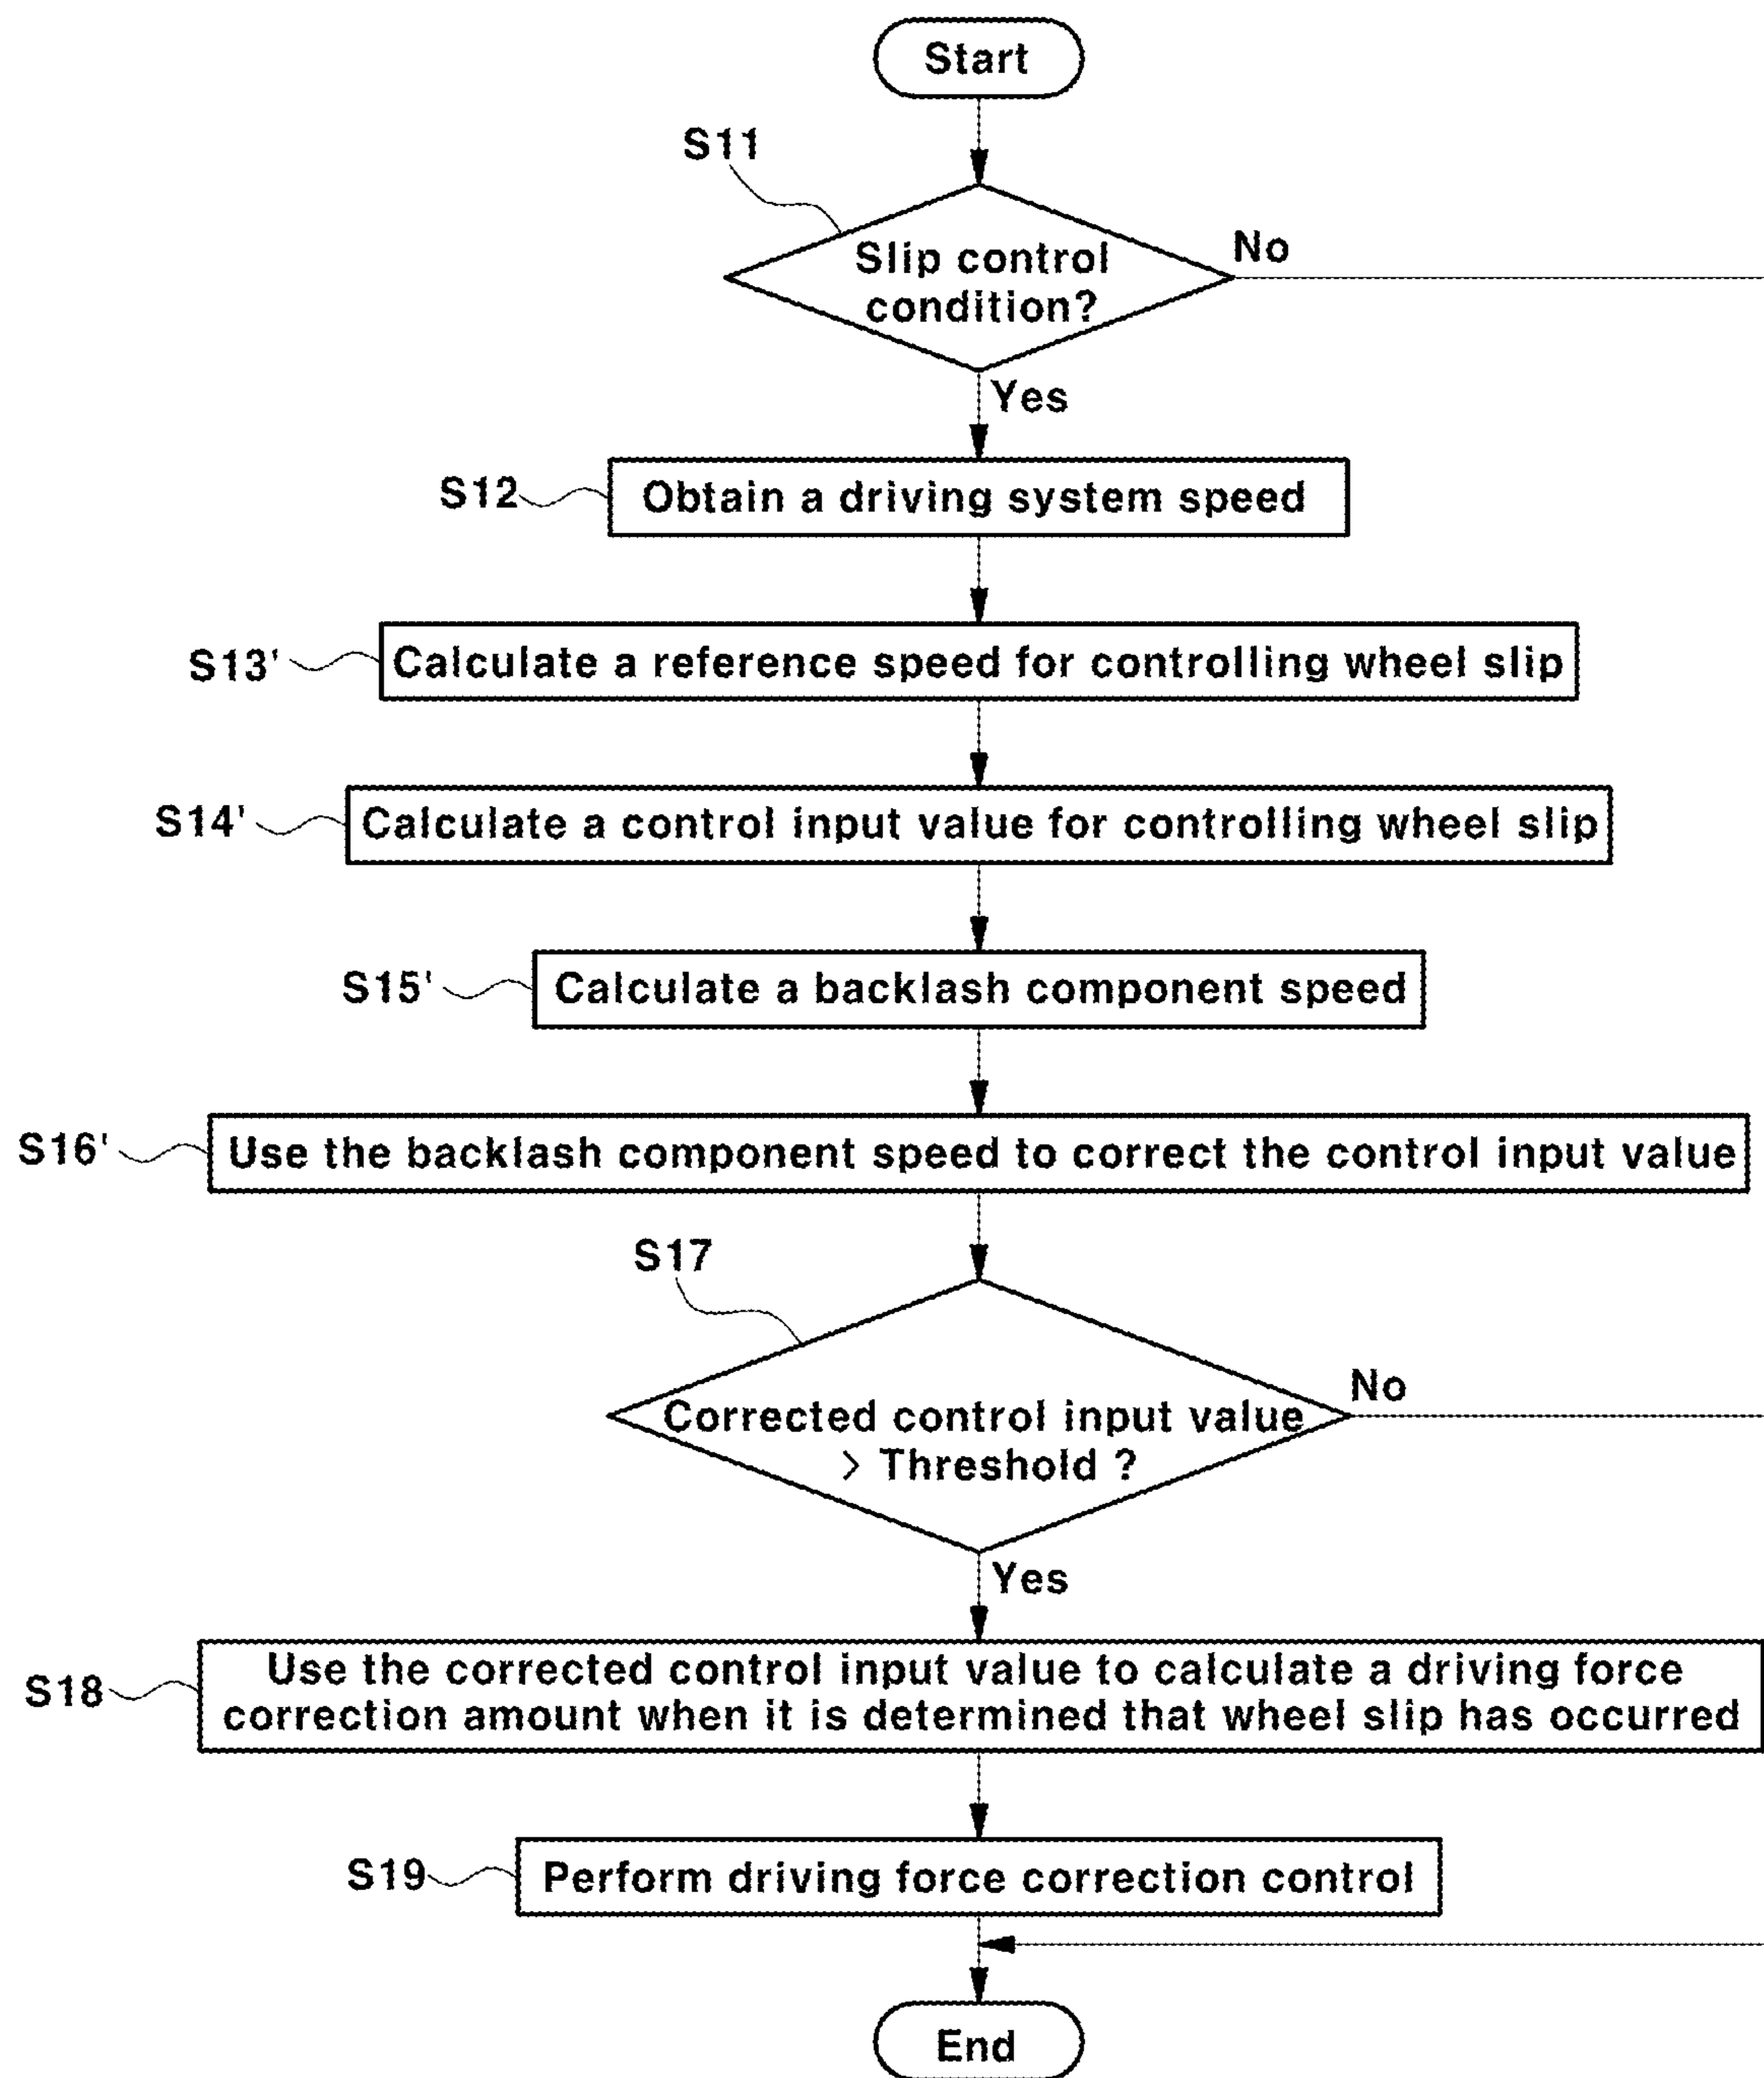 Start
S11
Slip control
condition?
No
Yes
S12
Obtain a driving system speed
S13'
Calculate a reference speed for controlling wheel slip
S14'
Calculate a control input value for controlling wheel slip
S15'
Calculate a backlash component speed
S16'
Use the backlash component speed to correct the control input value
S17
Corrected control input value
> Threshold ?
No
Yes
S18
Use the corrected control input value to calculate a driving force
correction amount when it is determined that wheel slip has occurred
S19
Perform driving force correction control
End